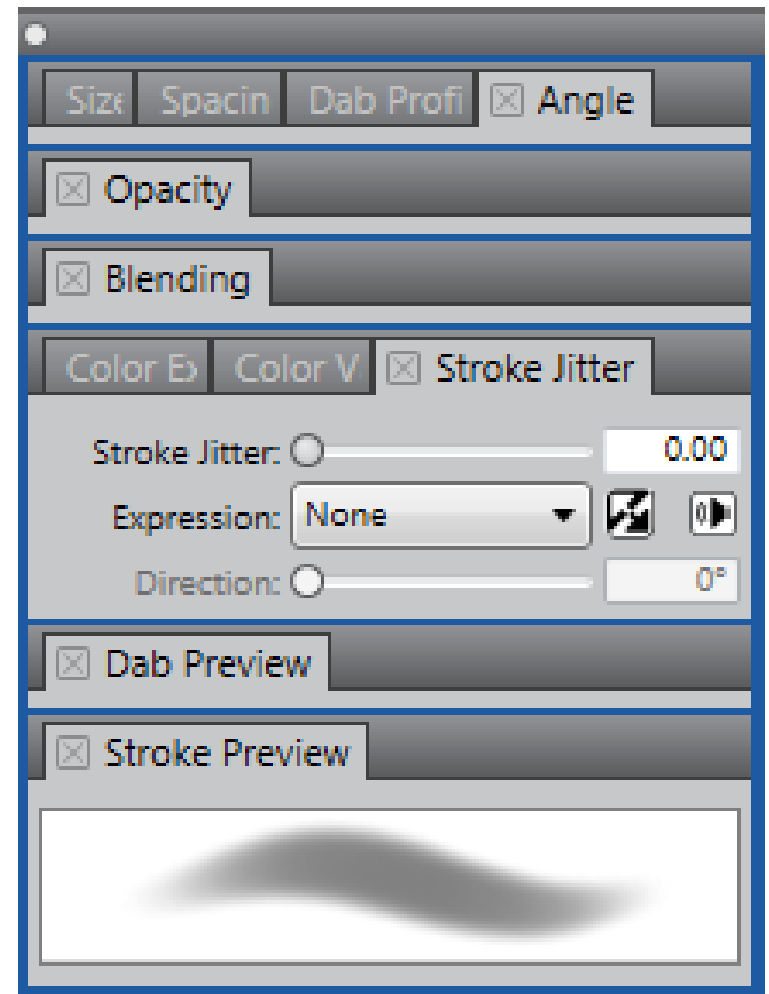 Size Spacin Dab Profi Angle
Opacity
Blending
Color Ex Color V Stroke Jitter
Stroke Jitter: 0.00
Expression: None
Direction: 0°
Dab Preview
Stroke Preview